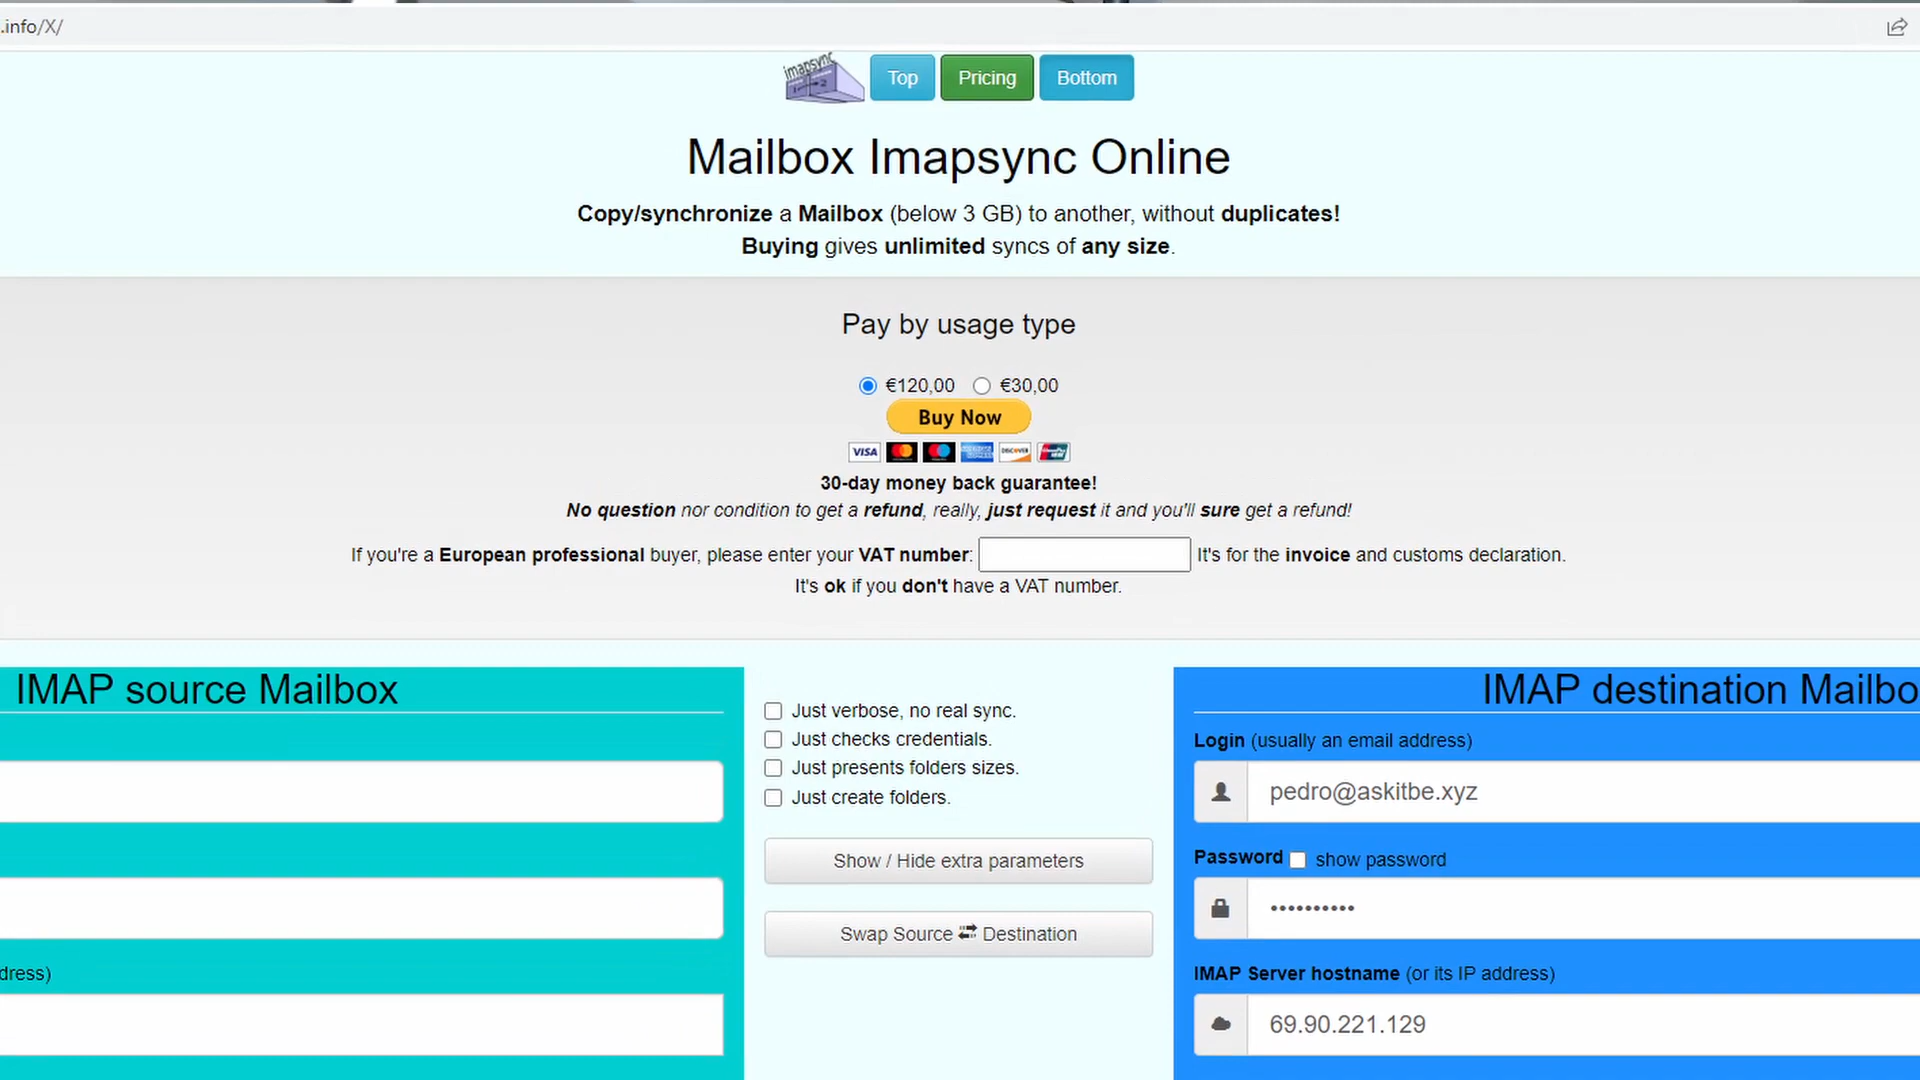 .info/X/
imapsync
Top
Pricing
Bottom
Mailbox Imapsync Online
Copy/synchronize a Mailbox (below 3 GB) to another, without duplicates!
Buying gives unlimited syncs of any size.
Pay by usage type
€120,00 €30,00
Buy Now
VISA
DISCOVER
30-day money back guarantee!
No question nor condition to get a refund, really, just request it and you'll sure get a refund!
If you're a European professional buyer, please enter your VAT number: It's for the invoice and customs declaration.
It's ok if you don't have a VAT number.
IMAP source Mailbox
dress)
Just verbose, no real sync.
Just checks credentials.
Just presents folders sizes.
Just create folders.
Show / Hide extra parameters
Swap Source Destination
IMAP destination Mailbo
Login (usually an email address)
pedro@askitbe.xyz
Password show password
••••••••••
IMAP Server hostname (or its IP address)
69.90.221.129